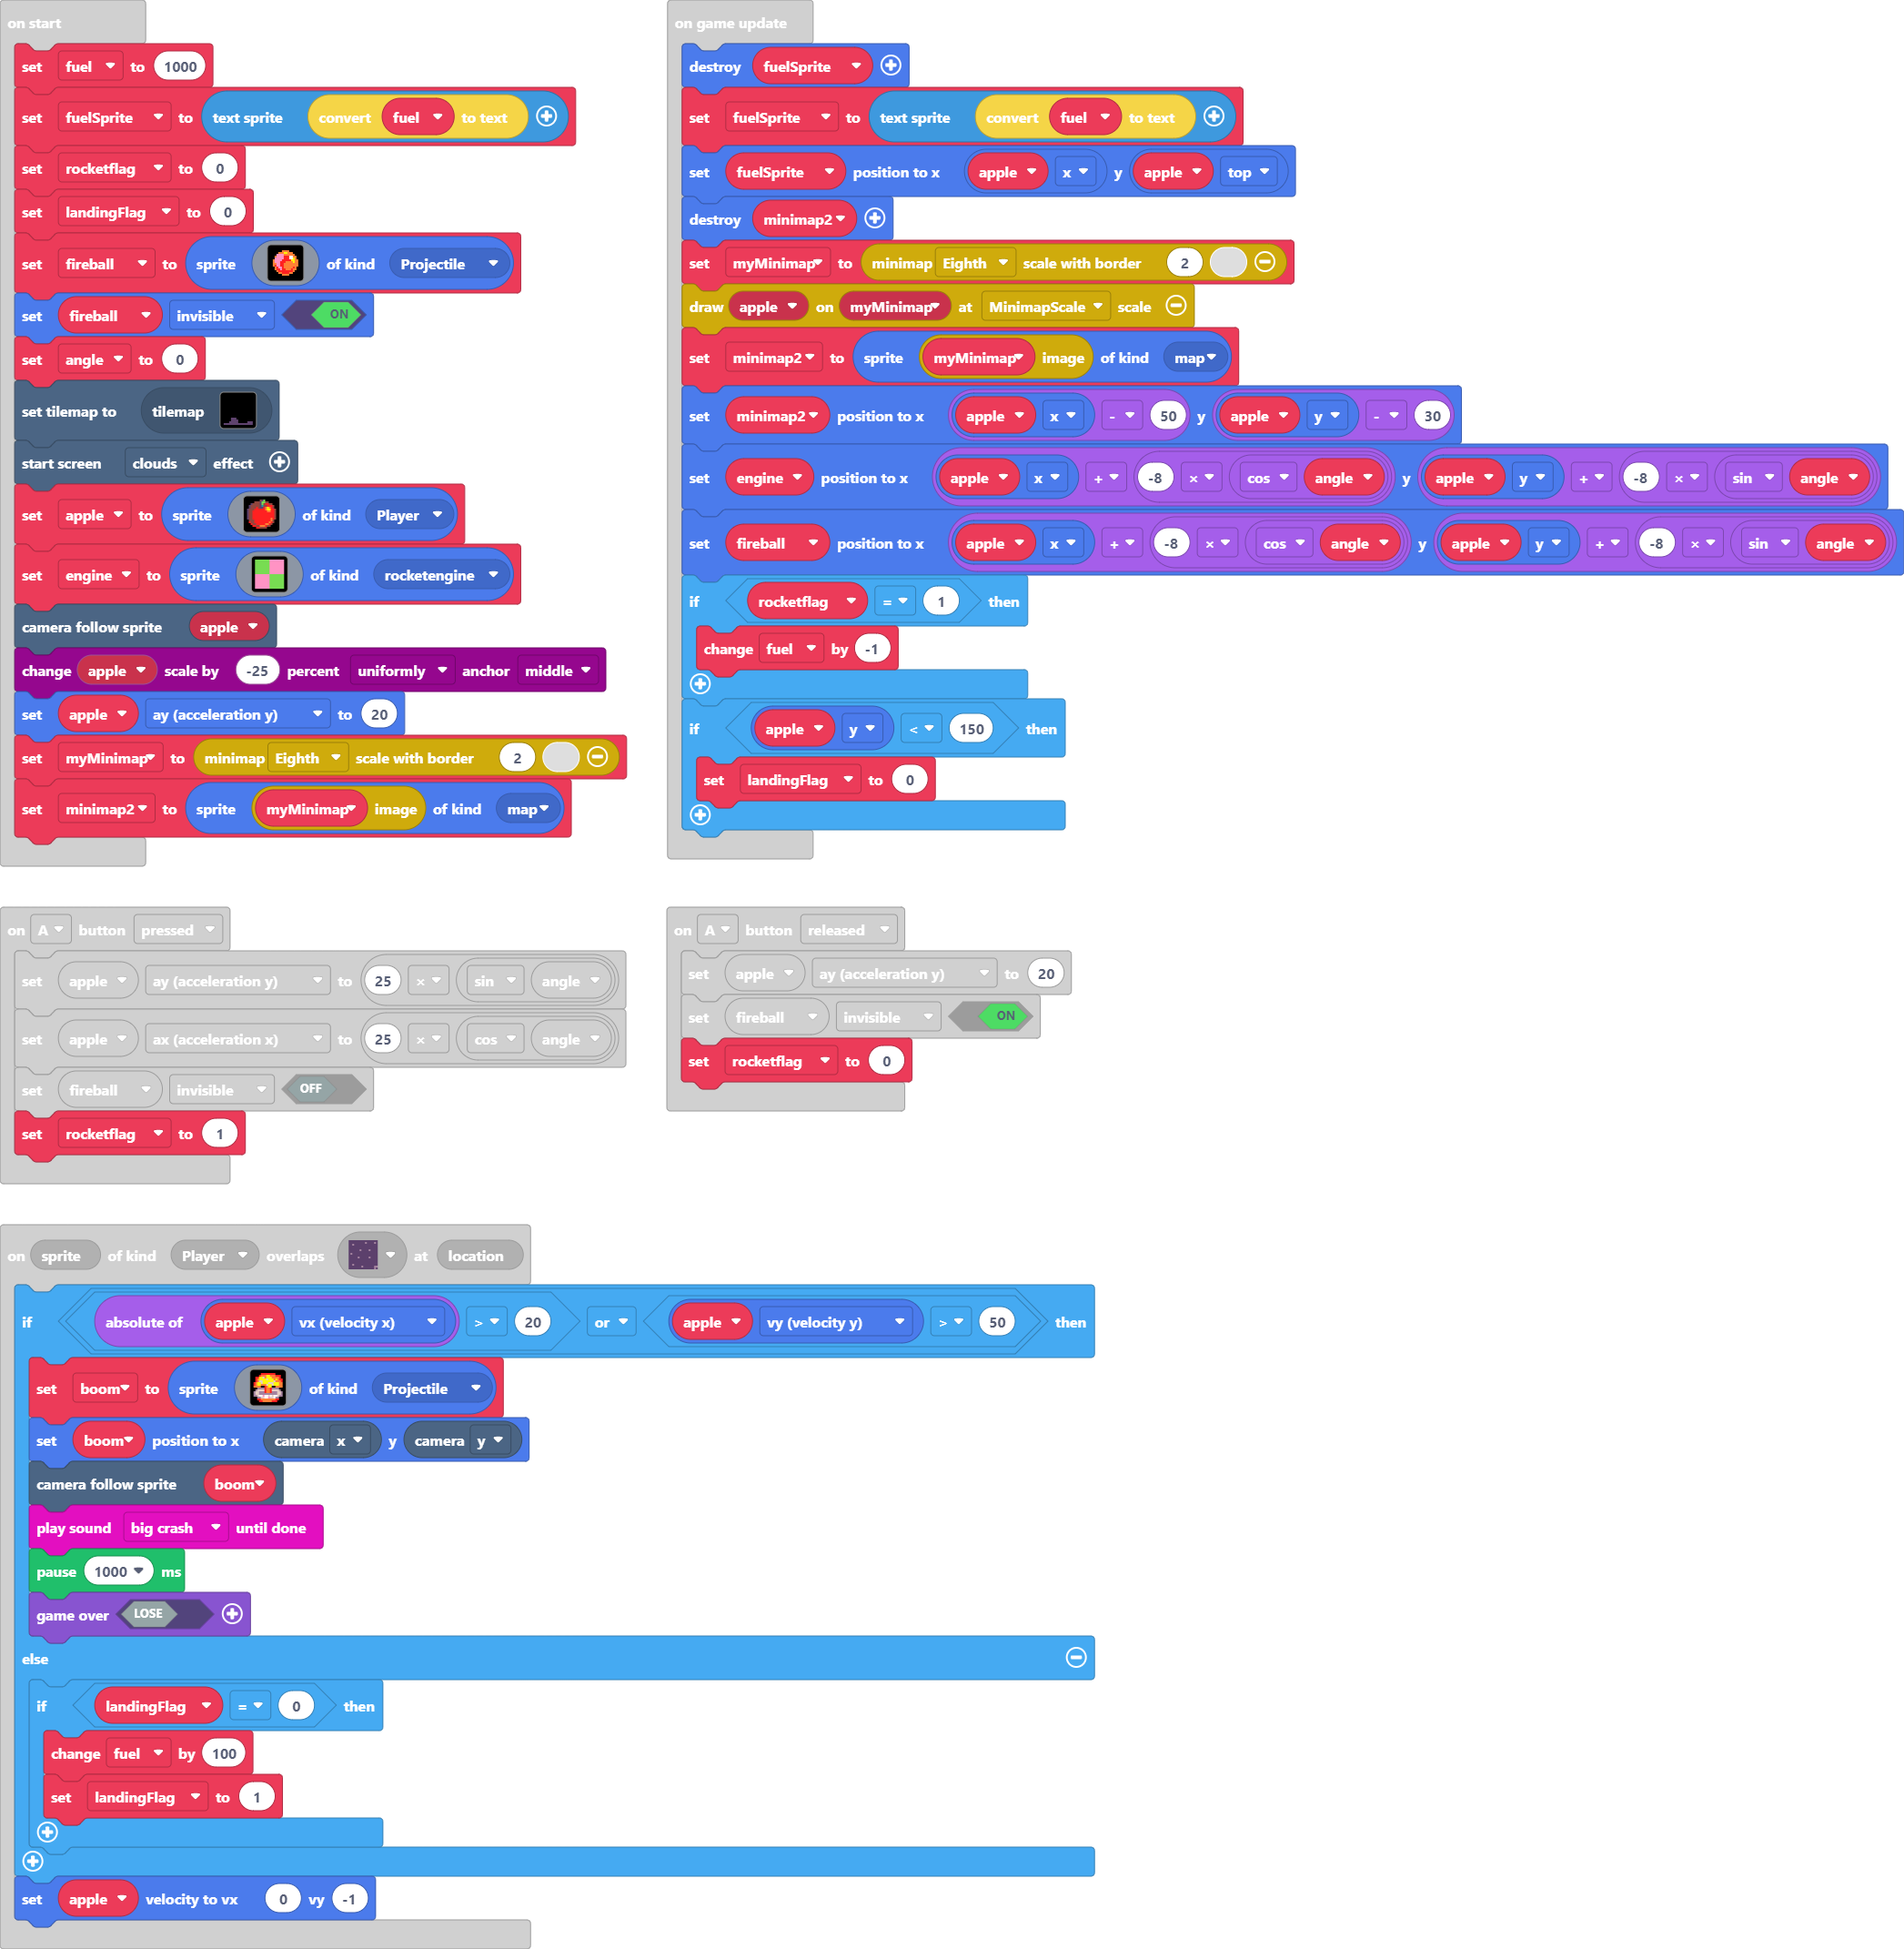 on start
set fuel to 1000
set fuelSprite to text sprite convert fuel to text
set rocketflag to 0
set landingFlag to 0
set fireball to sprite of kind Projectile
set fireball invisible ON
set angle to 0
set tilemap to tilemap
start screen clouds effect
set apple to sprite of kind Player
set engine to sprite of kind rocketengine
camera follow sprite apple
change apple scale by -25 percent uniformly anchor middle
set apple ay (acceleration y) to 20
set myMinimap to minimap Eighth scale with border 2
set minimap2 to sprite myMinimap image of kind map
on game update
destroy fuelSprite
set fuelSprite to text sprite convert fuel to text
set fuelSprite position to x apple x y apple top
destroy minimap2
set myMinimap to minimap Eighth scale with border 2
draw apple on myMinimap at MinimapScale scale
set minimap2 to sprite myMinimap image of kind map
set minimap2 position to x apple x - 50 y apple y - 30
set engine position to x apple x + -8 × cos angle y apple y + -8 × sin angle
set fireball position to x apple x + -8 × cos angle y apple y + -8 × sin angle
if rocketflag = 1 then
change fuel by -1
if apple y < 150 then
set landingFlag to 0
on A button pressed
set apple ay (acceleration y) to 25 × sin angle
set apple ax (acceleration x) to 25 × cos angle
set fireball invisible OFF
set rocketflag to 1
on A button released
set apple ay (acceleration y) to 20
set fireball invisible ON
set rocketflag to 0
on sprite of kind Player overlaps at location
if absolute of apple vx (velocity x) > 20 or apple vy (velocity y) > 50 then
set boom to sprite of kind Projectile
set boom position to x camera x y camera y
camera follow sprite boom
play sound big crash until done
pause 1000 ms
game over LOSE
else
if landingFlag = 0 then
change fuel by 100
set landingFlag to 1
set apple velocity to vx 0 vy -1